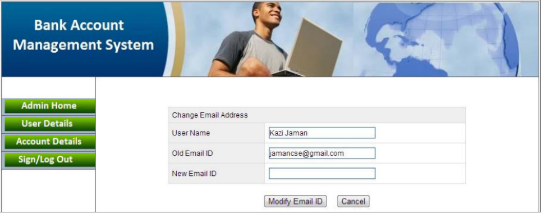 Bank Account
Management System
Admin Home
User Details
Account Details
Sign/Log Out
Change Email Address
User Name Kazi Jaman
Old Email ID jamancse@gmail.com
New Email ID
Modify Email ID Cancel